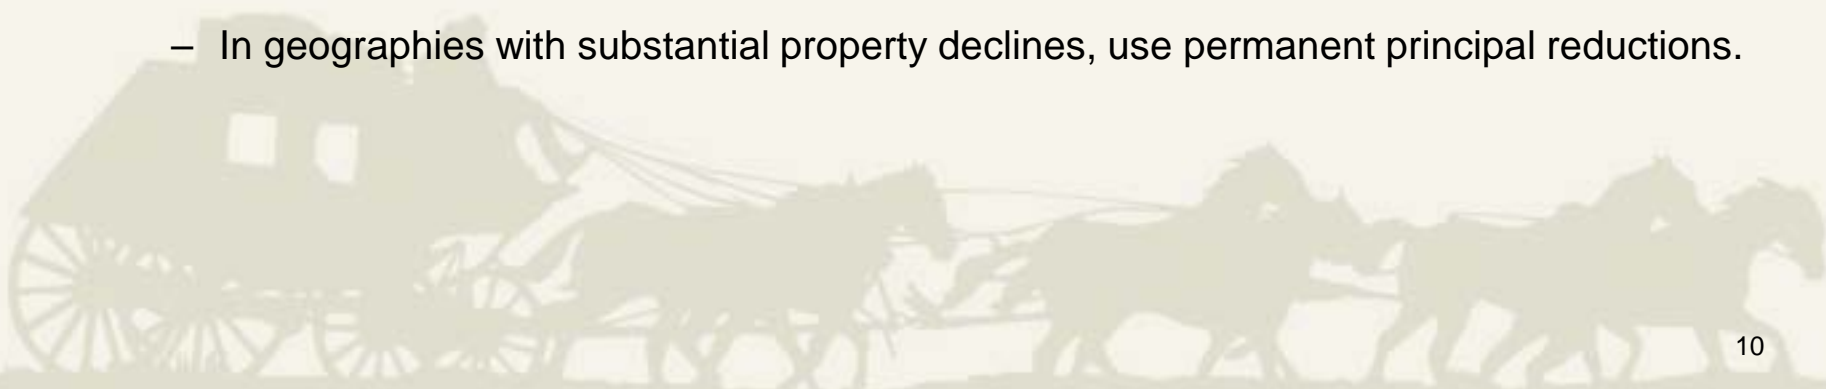 – In geographies with substantial property declines, use permanent principal reductions.
10